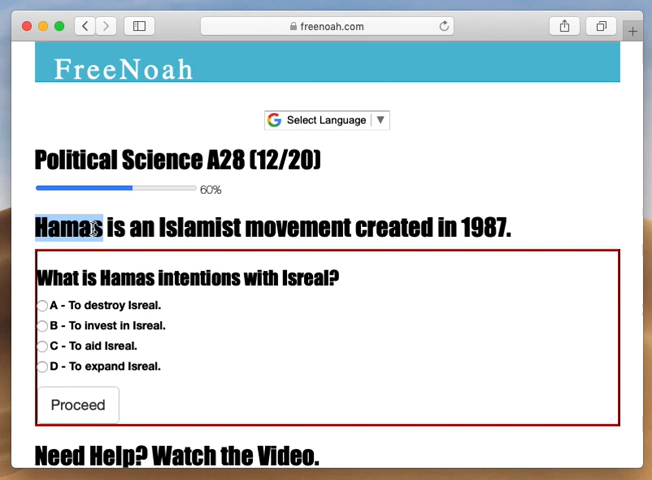 freenoah.com
FreeNoah
Select Language
Political Science A28 (12/20)
60%
Hamas is an Islamist movement created in 1987.
What is Hamas intentions with Isreal?
A - To destroy Isreal.
B - To invest in Isreal.
C - To aid Isreal.
D - To expand Isreal.
Proceed
Need Help? Watch the Video.